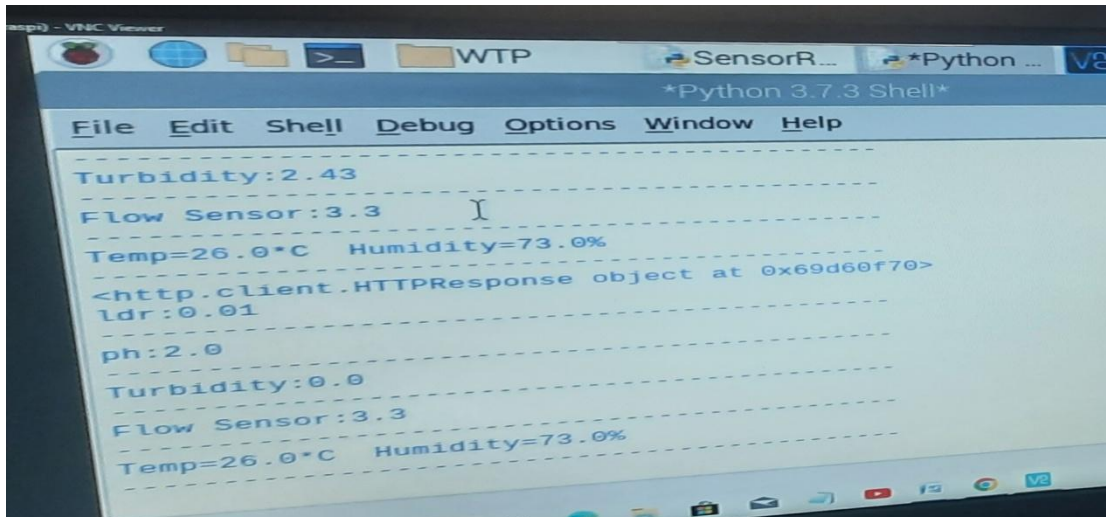 aspi) - VNC Viewer
WTP SensorR... *Python ... V2
*Python 3.7.3 Shell*
File Edit Shell Debug Options Window Help
-----------------------------------------------------
Turbidity:2.43
-----------------------------------------------------
Flow Sensor:3.3
-----------------------------------------------------
Temp=26.0*C Humidity=73.0%
-----------------------------------------------------
<http.client.HTTPResponse object at 0x69d60f70>
ldr:0.01
-----------------------------------------------------
ph:2.0
-----------------------------------------------------
Turbidity:0.0
-----------------------------------------------------
Flow Sensor:3.3
-----------------------------------------------------
Temp=26.0*C Humidity=73.0%
-----------------------------------------------------
V2